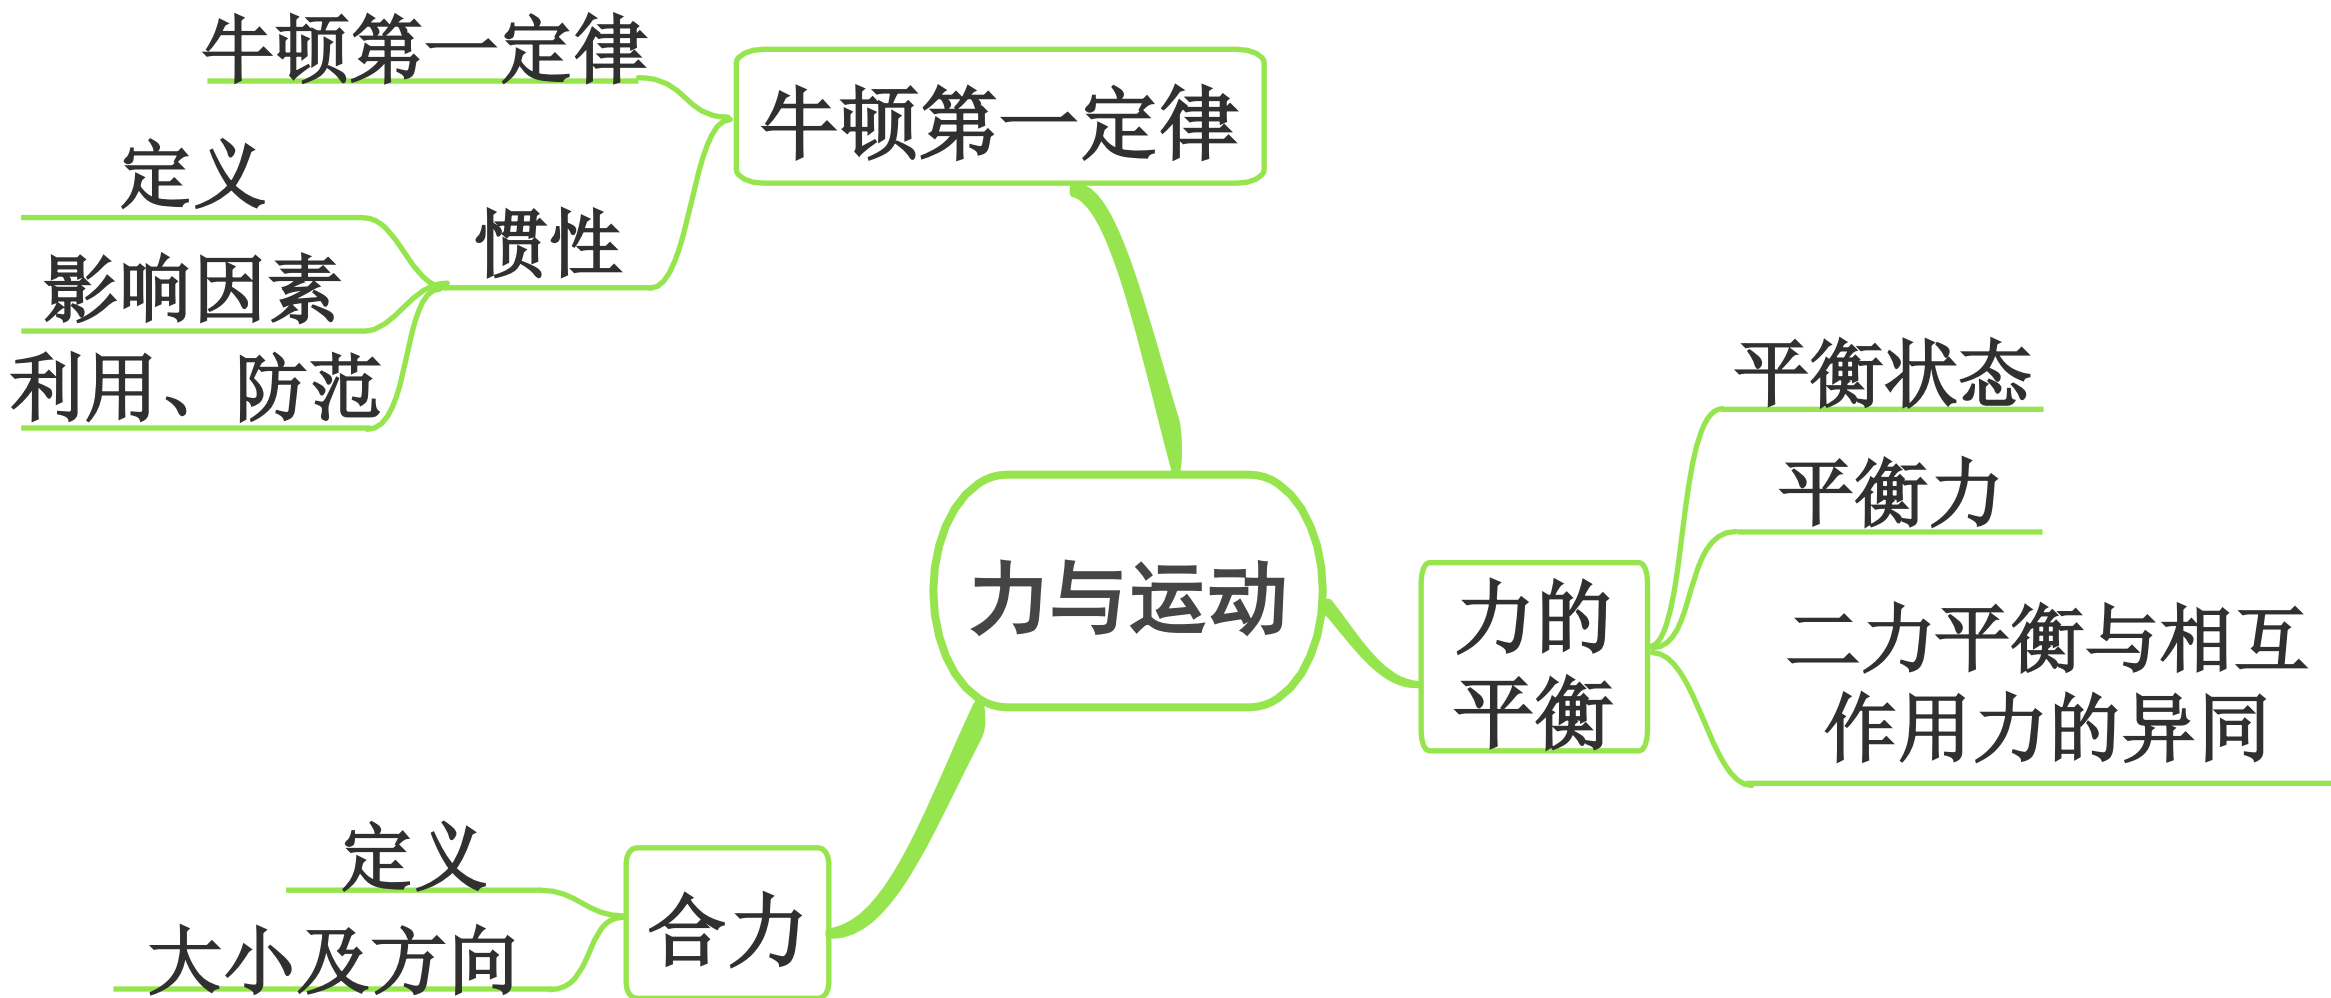 牛顿第一定律
牛顿第一定律
定义
惯性
影响因素
利用、防范
平衡状态
平衡力
力与运动
力的
平衡
二力平衡与相互
作用力的异同
定义
合力
大小及方向